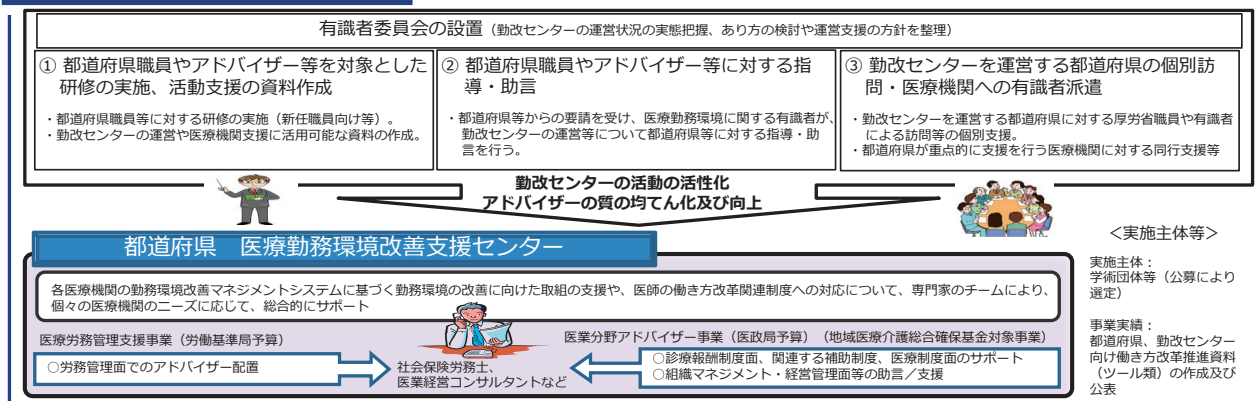 有識者委員会の設置（勤改センターの運営状況の実態把握、あり方の検討や運営支援の方針を整理）
① 都道府県職員やアドバイザー等を対象とした
研修の実施、活動支援の資料作成
・都道府県職員等に対する研修の実施（新任職員向け等）。
・勤改センターの運営や医療機関支援に活用可能な資料の作成。
② 都道府県職員やアドバイザー等に対する指
導・助言
・都道府県等からの要請を受け、医療勤務環境に関する有識者が、
勤改センターの運営等について都道府県等に対する指導・助
言を行う。
③ 勤改センターを運営する都道府県の個別訪
問・医療機関への有識者派遣
・勤改センターを運営する都道府県に対する厚労省職員や有識者
による訪問等の個別支援。
・都道府県が重点的に支援を行う医療機関に対する同行支援等
勤改センターの活動の活性化
アドバイザーの質の均てん化及び向上
都道府県　医療勤務環境改善支援センター
各医療機関の勤務環境改善マネジメントシステムに基づく勤務環境の改善に向けた取組の支援や、医師の働き方改革関連制度への対応について、専門家のチームにより、
個々の医療機関のニーズに応じて、総合的にサポート
医療労務管理支援事業（労働基準局予算）
○労務管理面でのアドバイザー配置
社会保険労務士、
医業経営コンサルタントなど
医業分野アドバイザー事業（医政局予算）（地域医療介護総合確保基金対象事業）
○診療報酬制度面、関連する補助制度、医療制度面のサポート
○組織マネジメント・経営管理面等の助言／支援
＜実施主体等＞
実施主体：
学術団体等（公募により
選定）
事業実績：
都道府県、勤改センター
向け働き方改革推進資料
（ツール類）の作成及び
公表